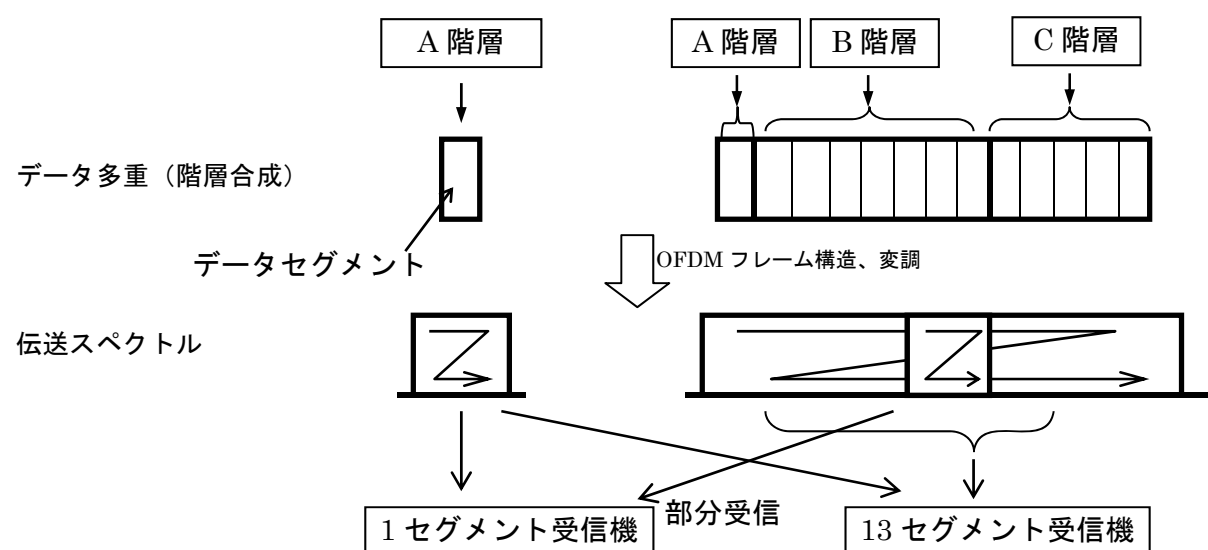 A 階層
A 階層
B 階層
C 階層
データ多重（階層合成）
データセグメント
OFDM フレーム構造、変調
伝送スペクトル
部分受信
1 セグメント受信機
13 セグメント受信機